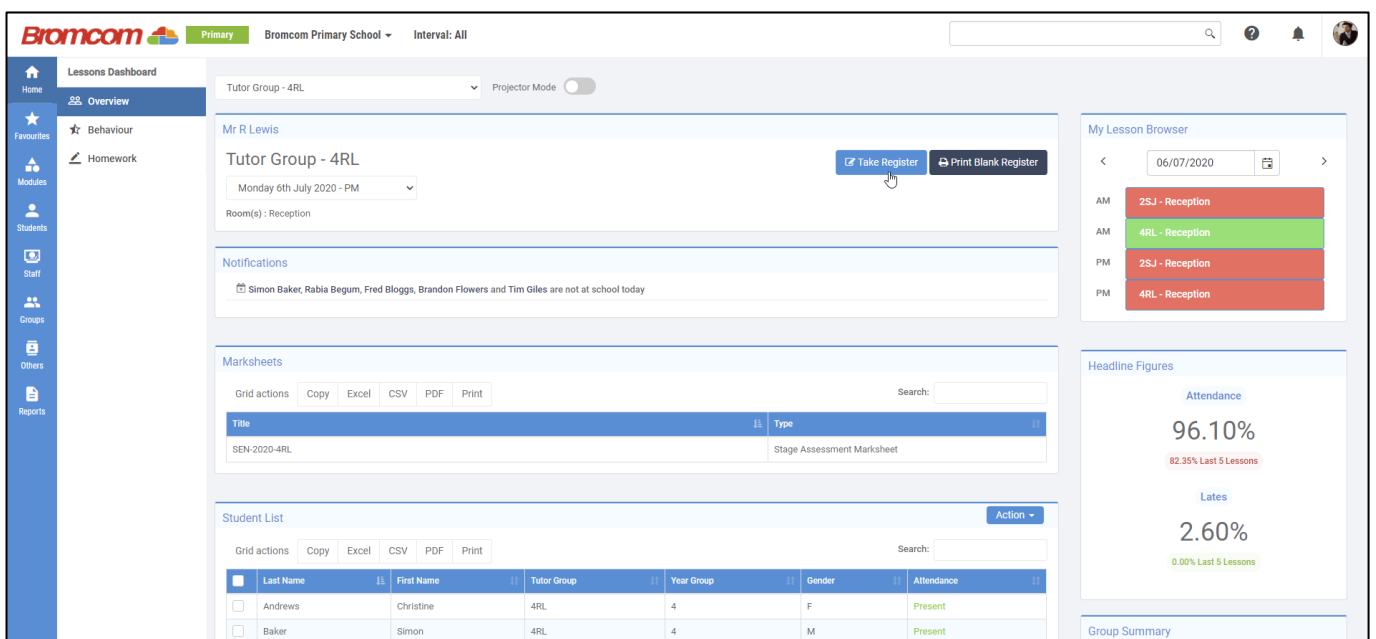 Bromcom
Primary
Bromcom Primary School
Interval: All
Home
Favourites
Modules
Students
Staff
Groups
Others
Reports
Lessons Dashboard
Overview
Behaviour
Homework
Tutor Group - 4RL
Projector Mode
Mr R Lewis
Tutor Group - 4RL
Take Register
Print Blank Register
Monday 6th July 2020 - PM
Room(s) : Reception
Notifications
Simon Baker, Rabia Begum, Fred Bloggs, Brandon Flowers and Tim Giles are not at school today
Marksheets
Grid actions Copy Excel CSV PDF Print Search:
Title Type
SEN-2020-4RL Stage Assessment Marksheet
Student List
Action
Grid actions Copy Excel CSV PDF Print Search:
Last Name First Name Tutor Group Year Group Gender Attendance
Andrews Christine 4RL 4 F Present
Baker Simon 4RL 4 M Present
My Lesson Browser
06/07/2020
AM 2SJ - Reception
AM 4RL - Reception
PM 2SJ - Reception
PM 4RL - Reception
Headline Figures
Attendance
96.10%
82.35% Last 5 Lessons
Lates
2.60%
0.00% Last 5 Lessons
Group Summary